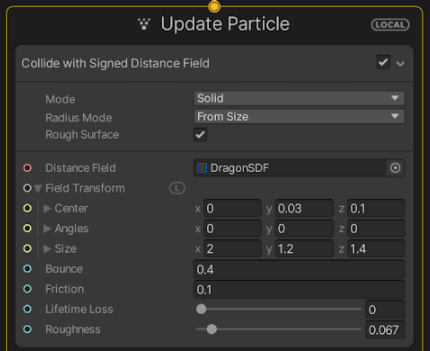 Update Particle LOCAL
Collide with Signed Distance Field
Mode Solid
Radius Mode From Size
Rough Surface
Distance Field DragonSDF
Field Transform L
Center x 0 y 0.03 z 0.1
Angles x 0 y 0 z 0
Size x 2 y 1.2 z 1.4
Bounce 0.4
Friction 0.1
Lifetime Loss 0
Roughness 0.067